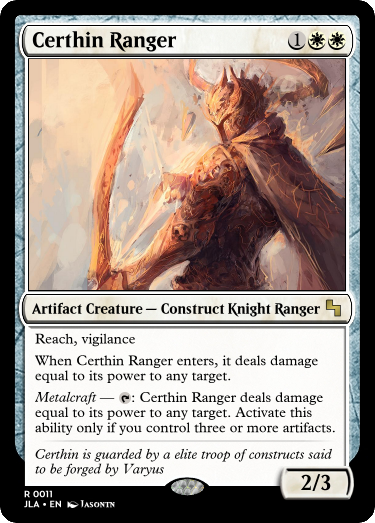 Certhin Ranger 1
Artifact Creature — Construct Knight Ranger
Reach, vigilance
When Certhin Ranger enters, it deals damage
equal to its power to any target.
Metalcraft — : Certhin Ranger deals damage
equal to its power to any target. Activate this
ability only if you control three or more artifacts.
Certhin is guarded by a elite troop of constructs said
to be forged by Varyus
2/3
R 0011
JLA • EN Jasontn